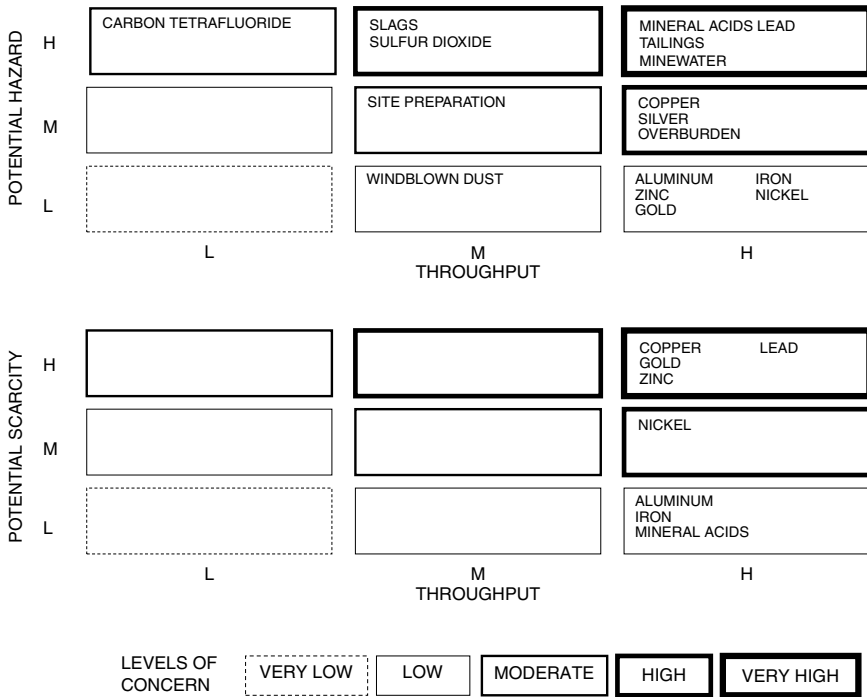 POTENTIAL HAZARD
H
CARBON TETRAFLUORIDE
SLAGS
SULFUR DIOXIDE
MINERAL ACIDS LEAD
TAILINGS
MINEWATER
M
SITE PREPARATION
COPPER
SILVER
OVERBURDEN
L
WINDBLOWN DUST
ALUMINUM IRON
ZINC NICKEL
GOLD
L M H
THROUGHPUT
POTENTIAL SCARCITY
H
COPPER LEAD
GOLD
ZINC
M
NICKEL
L
ALUMINUM
IRON
MINERAL ACIDS
L M H
THROUGHPUT
LEVELS OF
CONCERN
VERY LOW LOW MODERATE HIGH VERY HIGH